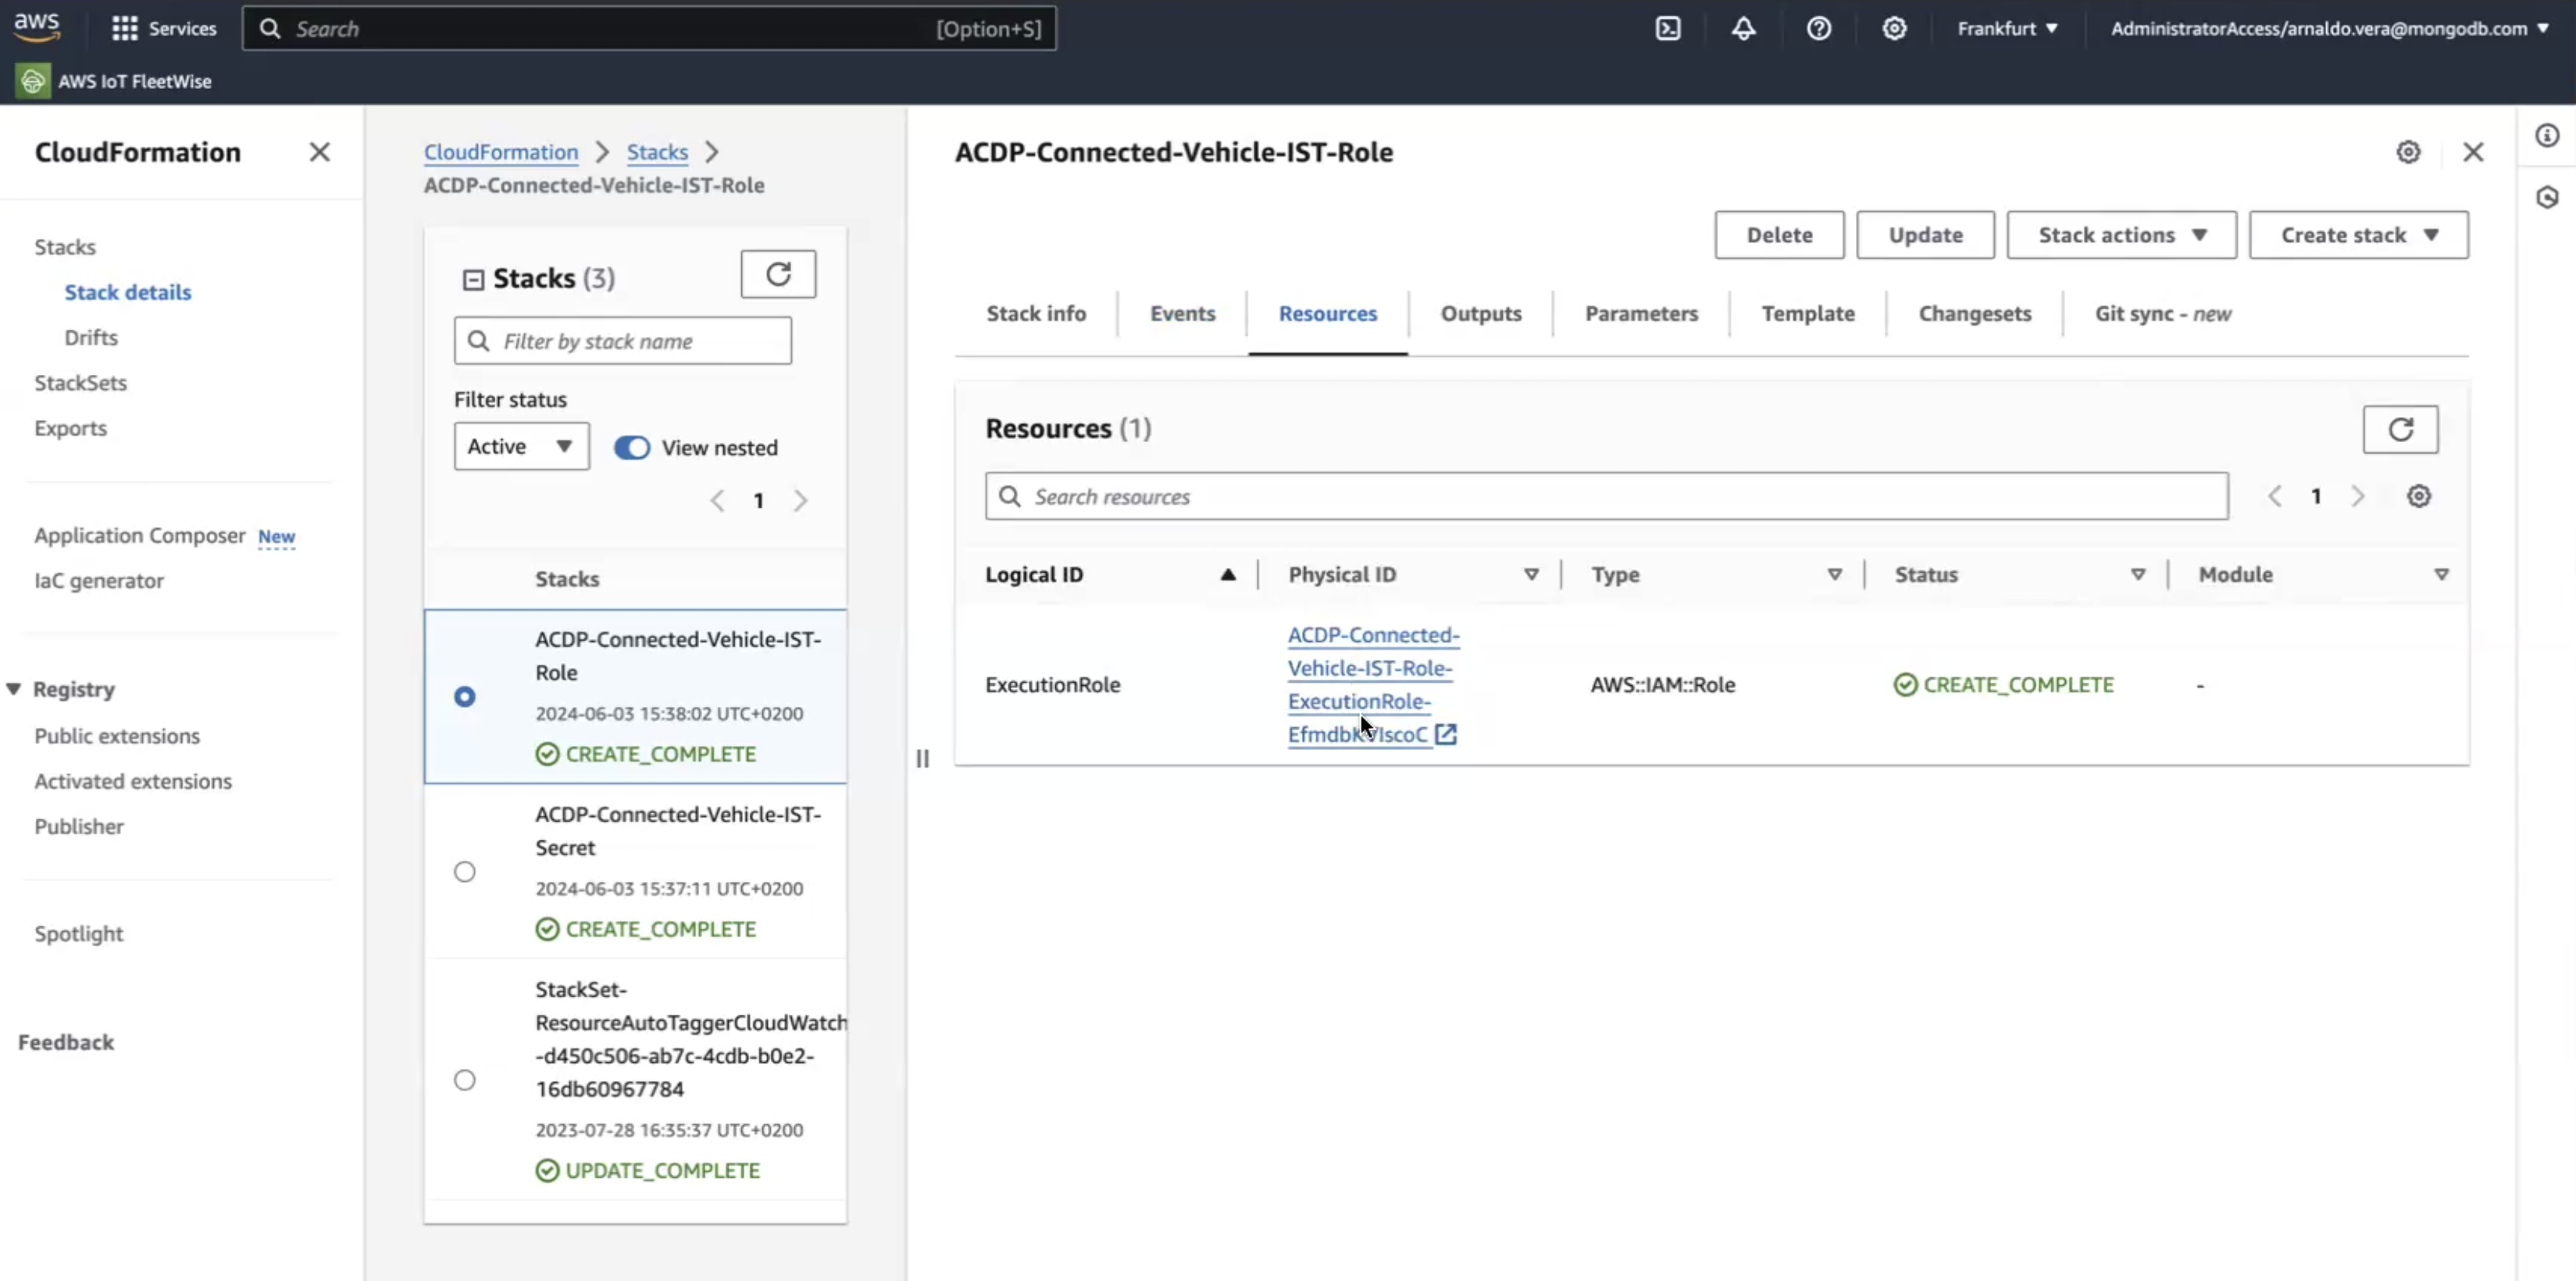 aws
Services
Search
[Option+S]
Frankfurt
AdministratorAccess/arnaldo.vera@mongodb.com
AWS IoT FleetWise
CloudFormation
Stacks
Stack details
Drifts
StackSets
Exports
Application Composer New
IaC generator
Registry
Public extensions
Activated extensions
Publisher
Spotlight
Feedback
CloudFormation
Stacks
ACDP-Connected-Vehicle-IST-Role
Stacks (3)
Filter by stack name
Filter status
Active
View nested
1
Stacks
ACDP-Connected-Vehicle-IST-
Role
2024-06-03 15:38:02 UTC+0200
CREATE_COMPLETE
ACDP-Connected-Vehicle-IST-
Secret
2024-06-03 15:37:11 UTC+0200
CREATE_COMPLETE
StackSet-
ResourceAutoTaggerCloudWatch
-d450c506-ab7c-4cdb-b0e2-
16db60967784
2023-07-28 16:35:37 UTC+0200
UPDATE_COMPLETE
ACDP-Connected-Vehicle-IST-Role
Delete
Update
Stack actions
Create stack
Stack info
Events
Resources
Outputs
Parameters
Template
Changesets
Git sync - new
Resources (1)
Search resources
1
Logical ID
Physical ID
Type
Status
Module
ExecutionRole
ACDP-Connected-
Vehicle-IST-Role-
ExecutionRole-
AWS::IAM::Role
CREATE_COMPLETE
-